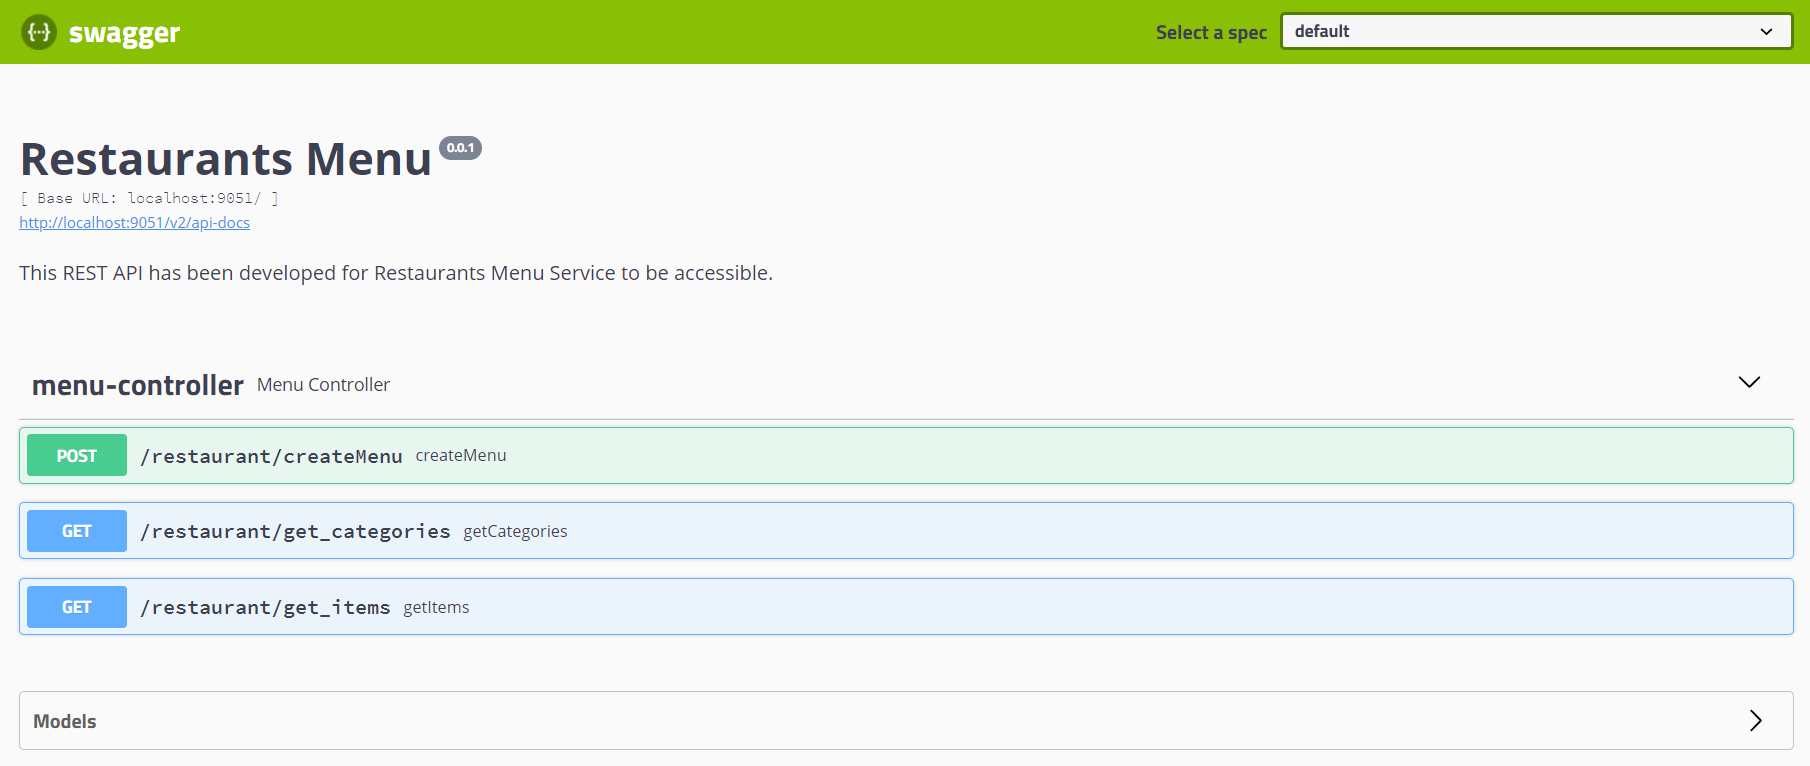 {...} swagger Select a spec default
Restaurants Menu 0.0.1
[ Base URL: localhost:9051/ ]
http://localhost:9051/v2/api-docs
This REST API has been developed for Restaurants Menu Service to be accessible.
menu-controller Menu Controller
POST /restaurant/createMenu createMenu
GET /restaurant/get_categories getCategories
GET /restaurant/get_items getItems
Models